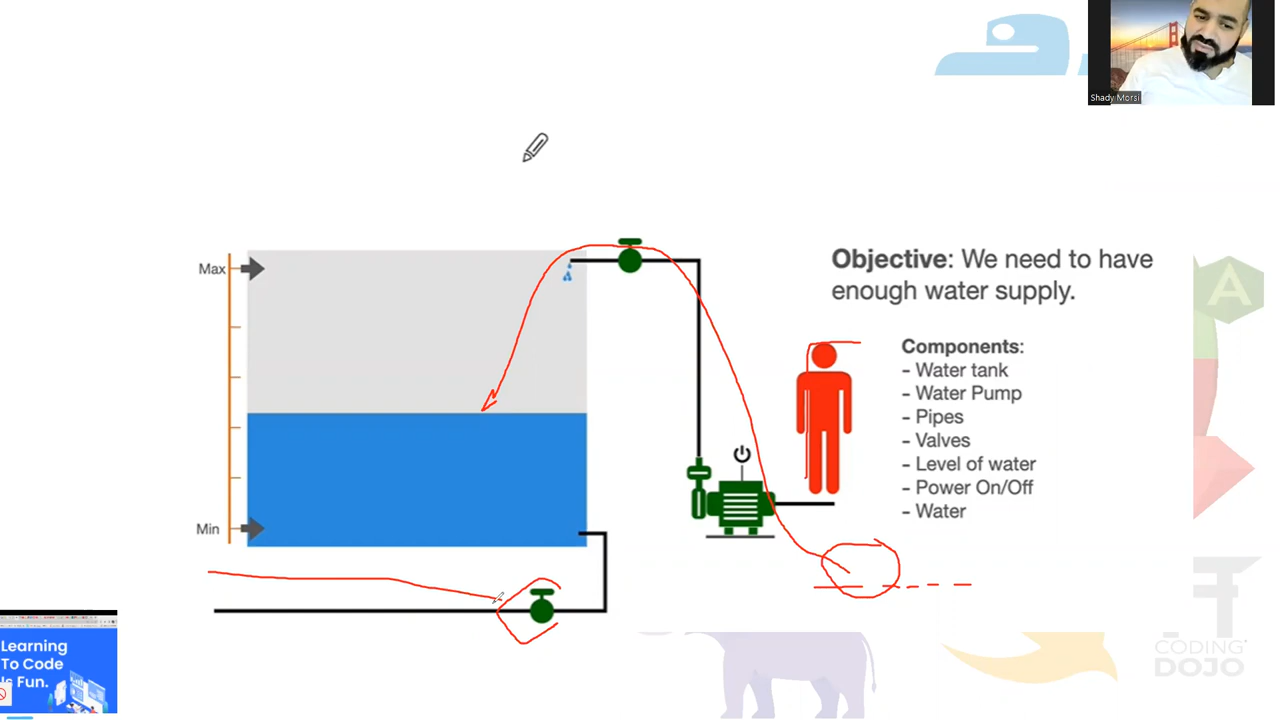 Shady Morsi
Max
Min
Objective: We need to have
enough water supply.
Components:
- Water tank
- Water Pump
- Pipes
- Valves
- Level of water
- Power On/Off
- Water
Learning
To Code
Is Fun.
A
CODING
DOJO